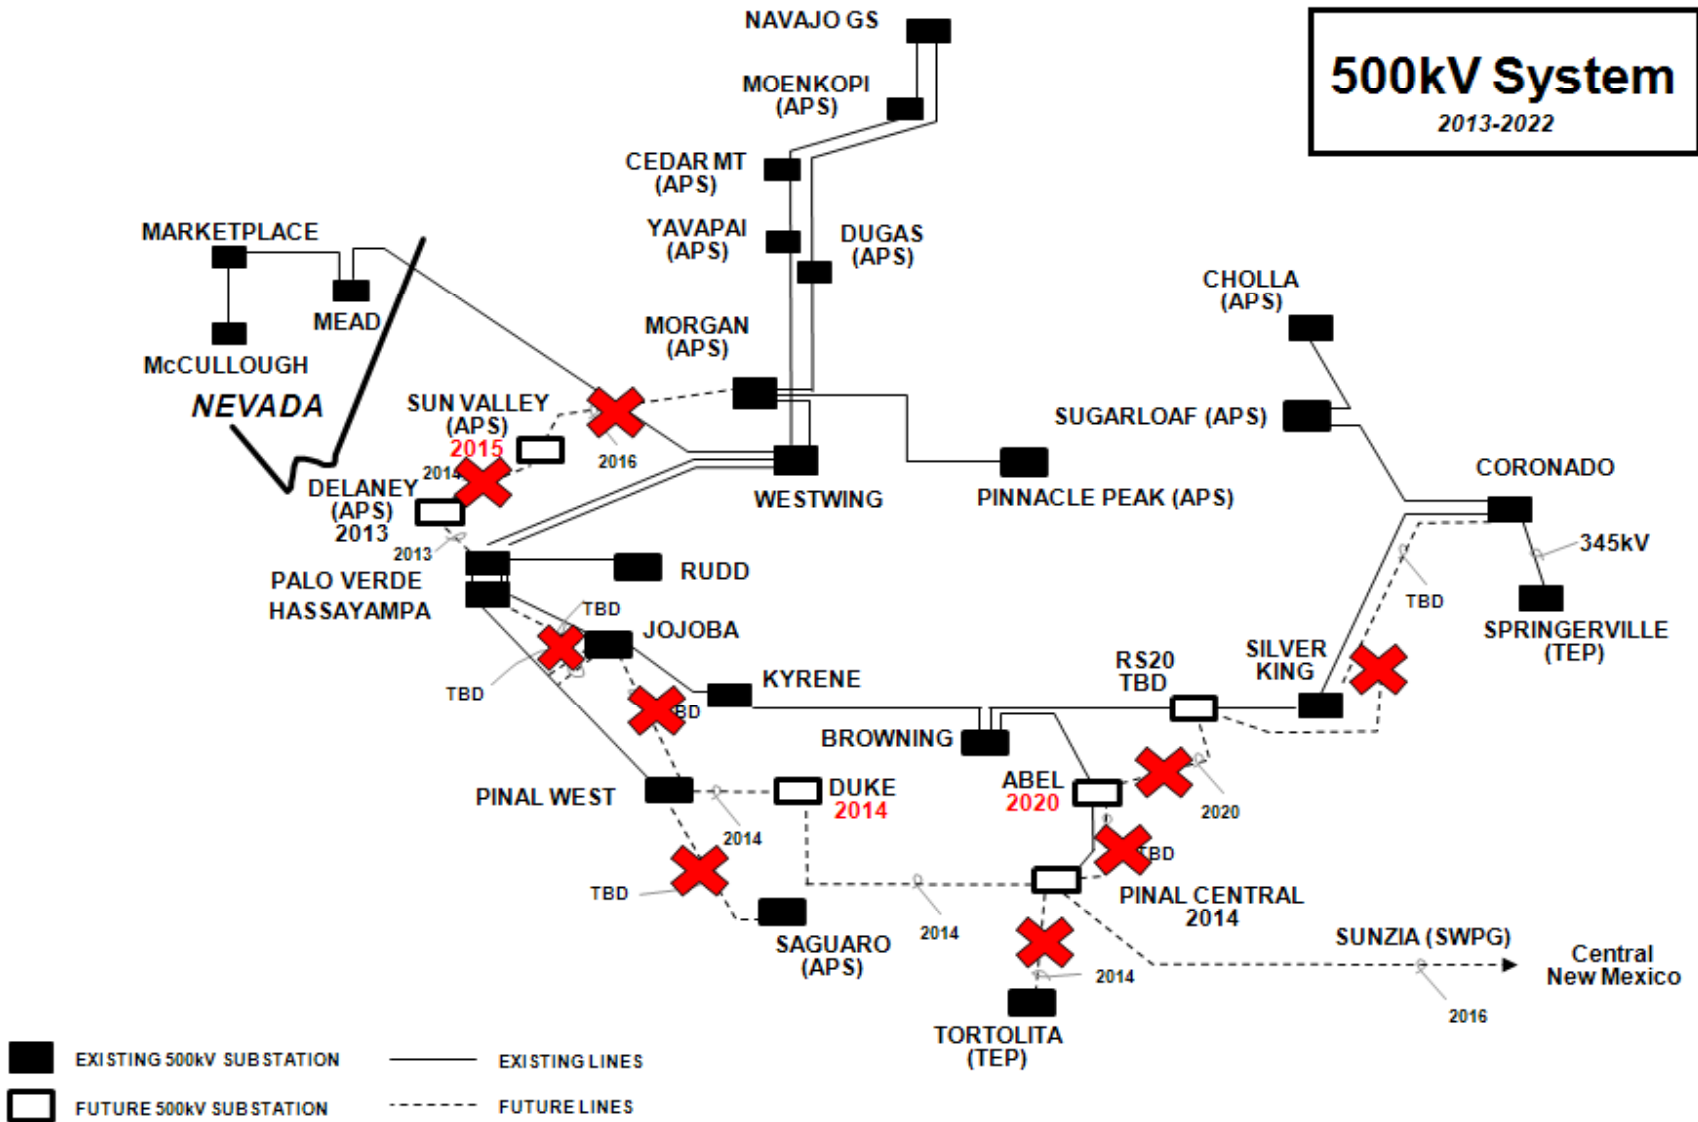 NAVAJO GS
500kV System
2013-2022
MOENKOPI
(APS)
CEDAR MT
(APS)
YAVAPAI
(APS)
DUGAS
(APS)
MARKETPLACE
MEAD
McCULLOUGH
NEVADA
CHOLLA
(APS)
MORGAN
(APS)
SUN VALLEY
(APS)
2015
2014
2016
SUGARLOAF (APS)
DELANEY
(APS)
2013
2013
WESTWING
PINNACLE PEAK (APS)
CORONADO
345kV
TBD
SPRINGERVILLE
(TEP)
PALO VERDE
HASSAYAMPA
RUDD
TBD
JOJOBA
TBD
KYRENE
RS20
TBD
SILVER
KING
BROWNING
PINAL WEST
DUKE
2014
2014
ABEL
2020
2020
TBD
TBD
SAGUARO
(APS)
2014
PINAL CENTRAL
2014
2014
TORTOLITA
(TEP)
SUNZIA (SWPG)
2016
Central
New Mexico
EXISTING 500kV SUBSTATION
EXISTING LINES
FUTURE 500kV SUBSTATION
FUTURE LINES